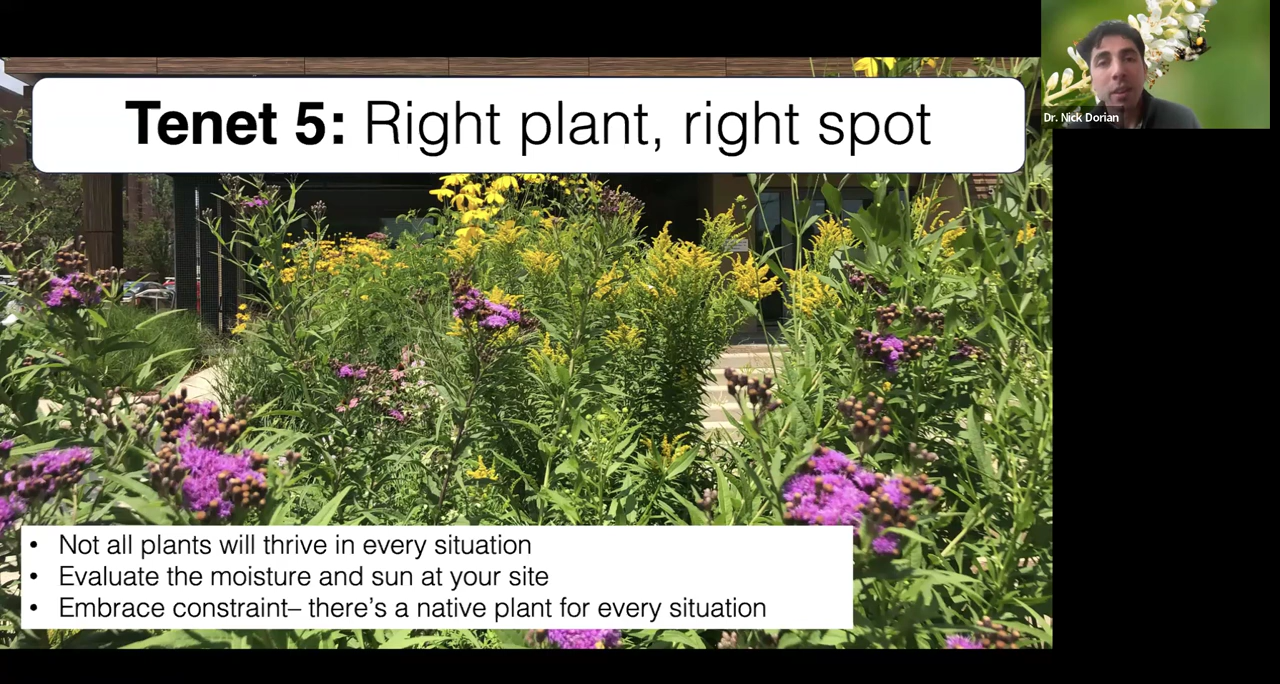 Tenet 5: Right plant, right spot
Dr. Nick Dorian
• Not all plants will thrive in every situation
• Evaluate the moisture and sun at your site
• Embrace constraint– there's a native plant for every situation